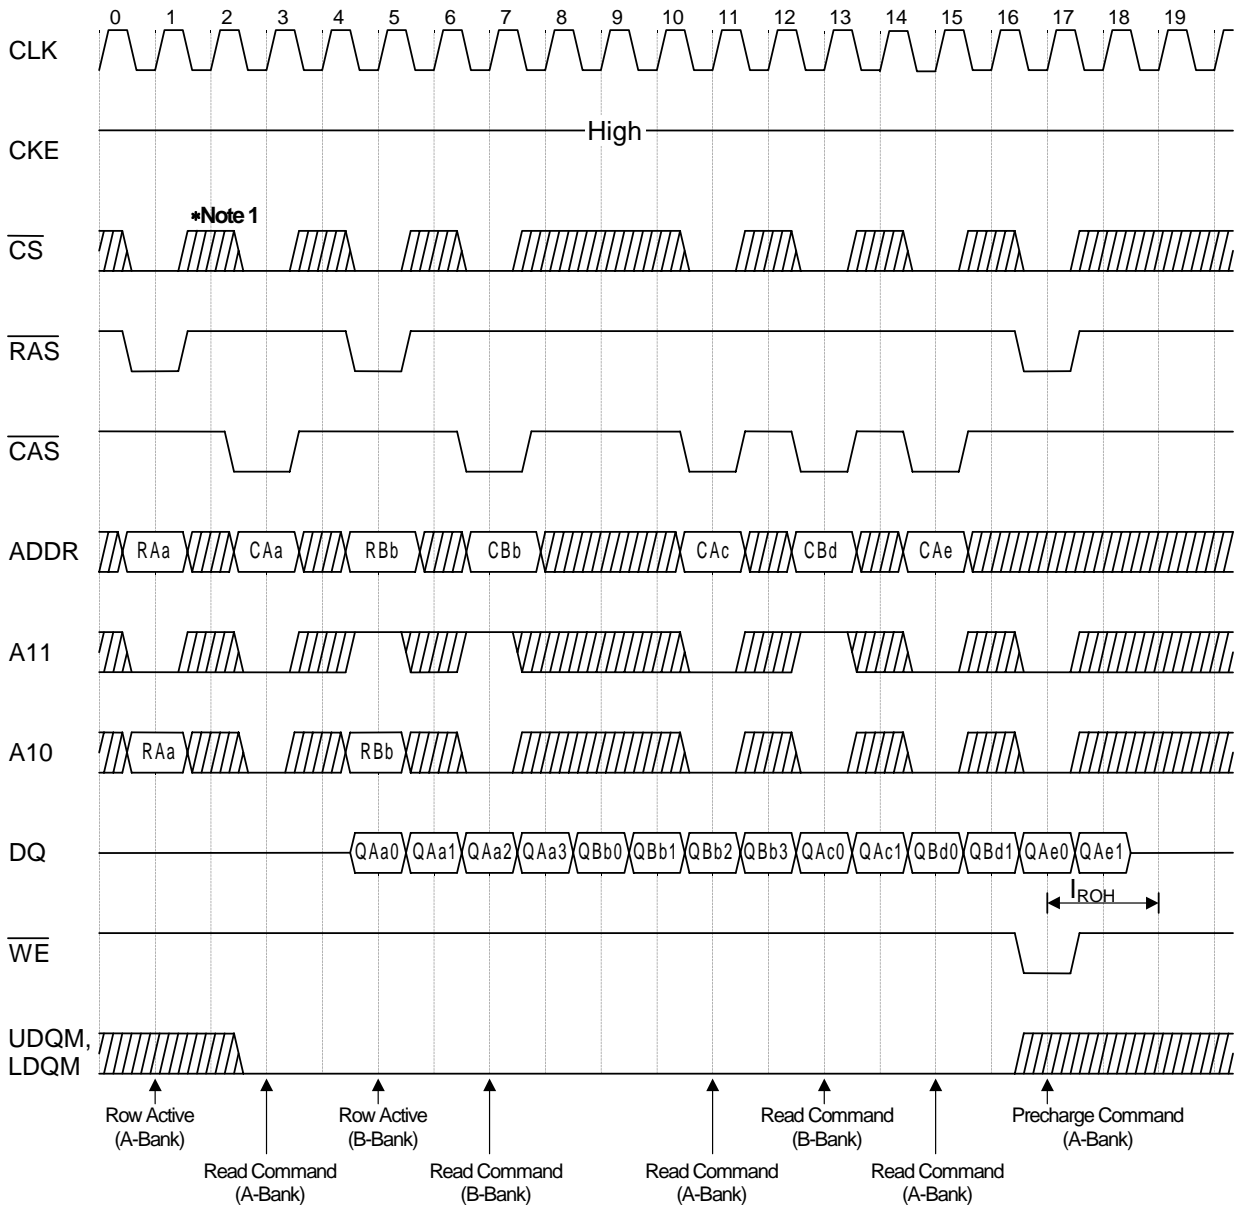 0 1 2 3 4 5 6 7 8 9 10 11 12 13 14 15 16 17 18 19
CLK
CKE
High
*Note 1
CS
RAS
CAS
ADDR
RAa CAa RBb CBb CAc CBd CAe
A11
A10
RAa RBb
DQ
QAa0 QAa1 QAa2 QAa3 QBb0 QBb1 QBb2 QBb3 QAc0 QAc1 QBd0 QBd1 QAe0 QAe1
IROH
WE
UDQM,
LDQM
Row Active
(A-Bank)
Row Active
(B-Bank)
Read Command
(B-Bank)
Precharge Command
(A-Bank)
Read Command
(A-Bank)
Read Command
(B-Bank)
Read Command
(A-Bank)
Read Command
(A-Bank)